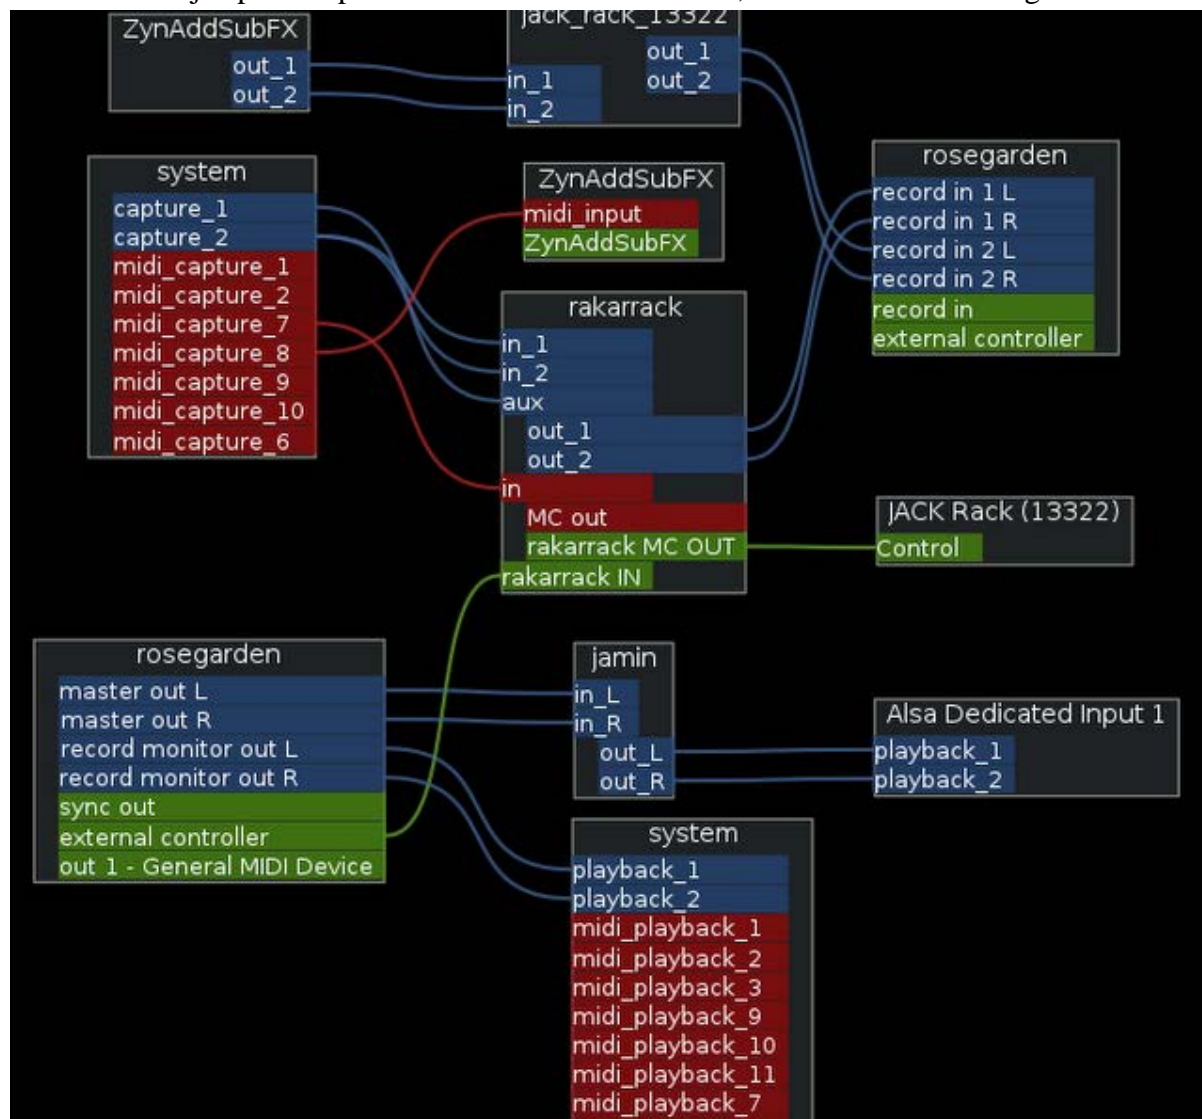 ZynAddSubFX
out_1
out_2
jack_rack_13322
out_1
out_2
in_1
in_2
system
capture_1
capture_2
midi_capture_1
midi_capture_2
midi_capture_7
midi_capture_8
midi_capture_9
midi_capture_10
midi_capture_6
ZynAddSubFX
midi_input
ZynAddSubFX
rosegarden
record in 1 L
record in 1 R
record in 2 L
record in 2 R
record in
external controller
rakarrack
in_1
in_2
aux
out_1
out_2
in
MC out
rakarrack MC OUT
rakarrack IN
JACK Rack (13322)
Control
rosegarden
master out L
master out R
record monitor out L
record monitor out R
sync out
external controller
out 1 - General MIDI Device
jamin
in_L
in_R
out_L
out_R
Alsa Dedicated Input 1
playback_1
playback_2
system
playback_1
playback_2
midi_playback_1
midi_playback_2
midi_playback_3
midi_playback_9
midi_playback_10
midi_playback_11
midi_playback_7